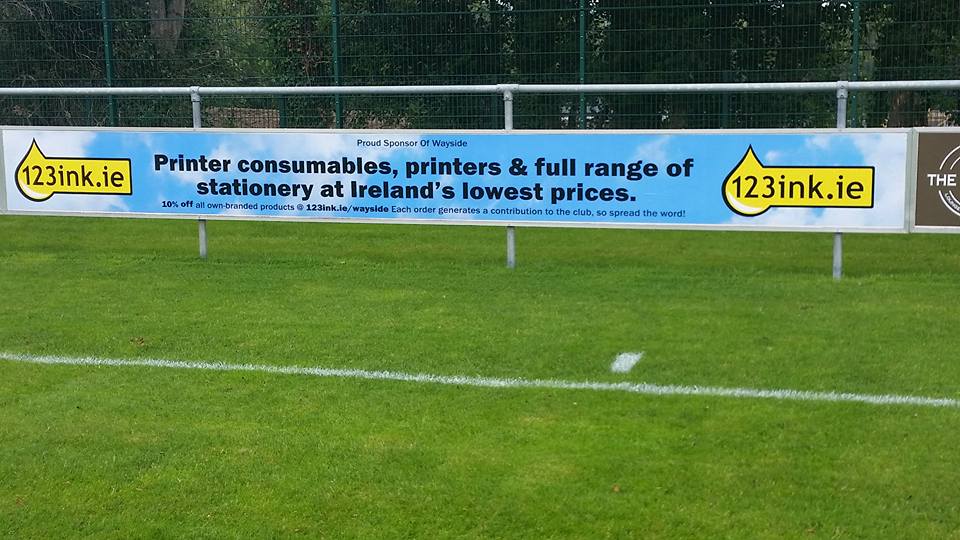 Proud Sponsor Of Wayside
123ink.ie
Printer consumables, printers & full range of
stationery at Ireland's lowest prices.
10% off all own-branded products @ 123ink.ie/wayside Each order generates a contribution to the club, so spread the word!
123ink.ie
THE